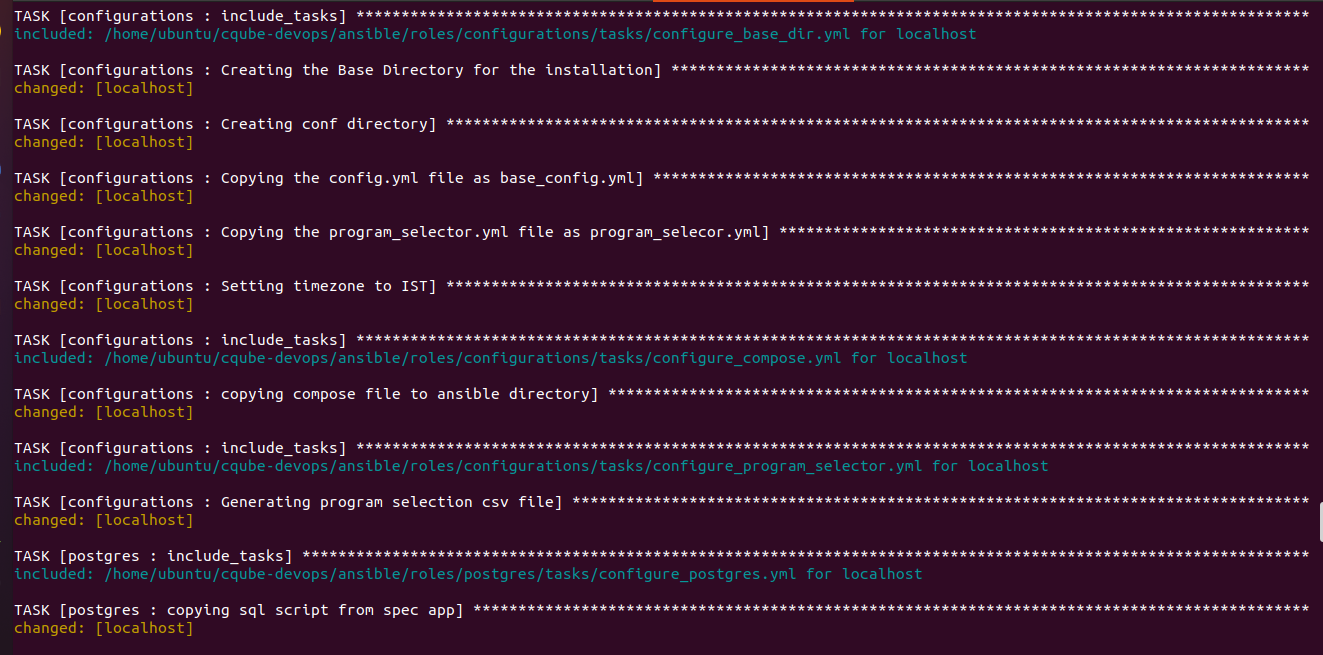 TASK [configurations : include_tasks] **********************************************************************************************************
included: /home/ubuntu/cqube-devops/ansible/roles/configurations/tasks/configure_base_dir.yml for localhost
TASK [configurations : Creating the Base Directory for the installation] ***********************************************************************
changed: [localhost]
TASK [configurations : Creating conf directory] ************************************************************************************************
changed: [localhost]
TASK [configurations : Copying the config.yml file as base_config.yml] *************************************************************************
changed: [localhost]
TASK [configurations : Copying the program_selector.yml file as program_selecor.yml] ***********************************************************
changed: [localhost]
TASK [configurations : Setting timezone to IST] ************************************************************************************************
changed: [localhost]
TASK [configurations : include_tasks] **********************************************************************************************************
included: /home/ubuntu/cqube-devops/ansible/roles/configurations/tasks/configure_compose.yml for localhost
TASK [configurations : copying compose file to ansible directory] ******************************************************************************
changed: [localhost]
TASK [configurations : include_tasks] **********************************************************************************************************
included: /home/ubuntu/cqube-devops/ansible/roles/configurations/tasks/configure_program_selector.yml for localhost
TASK [configurations : Generating program selection csv file] **********************************************************************************
changed: [localhost]
TASK [postgres : include_tasks] ****************************************************************************************************************
included: /home/ubuntu/cqube-devops/ansible/roles/postgres/tasks/configure_postgres.yml for localhost
TASK [postgres : copying sql script from spec app] *********************************************************************************************
changed: [localhost]